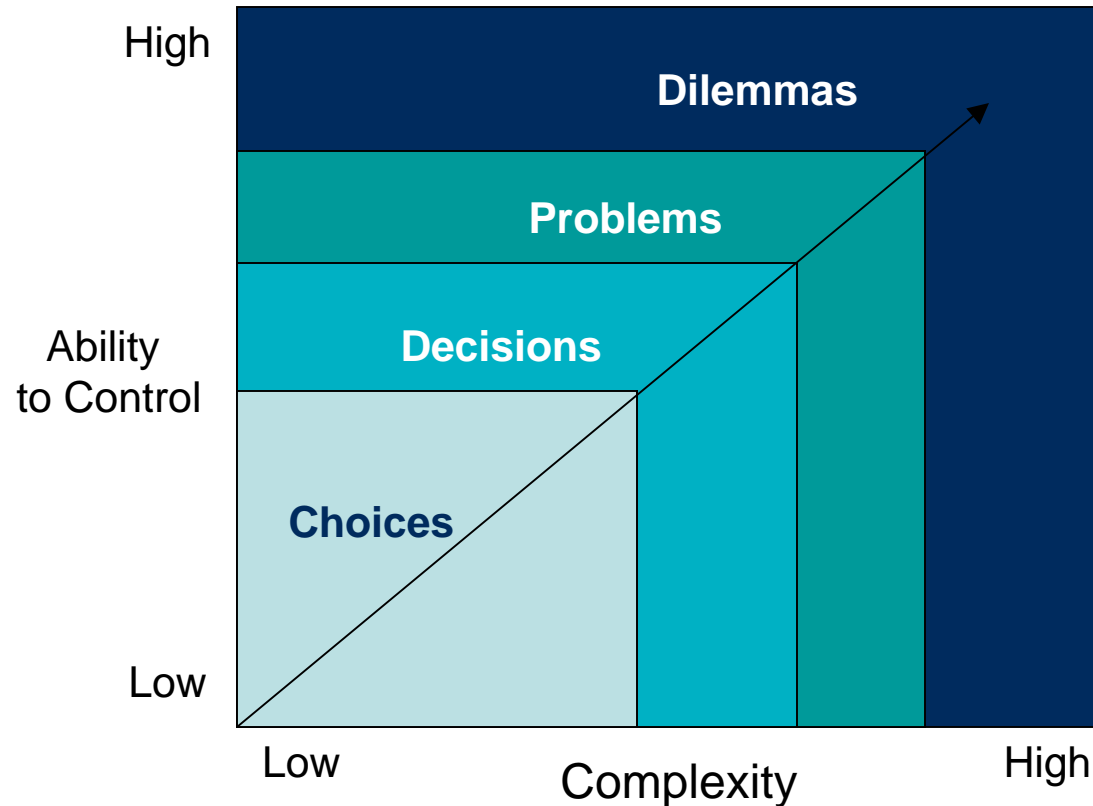 High
Dilemmas
Problems
Ability
to Control
Decisions
Choices
Low
Low
Complexity
High